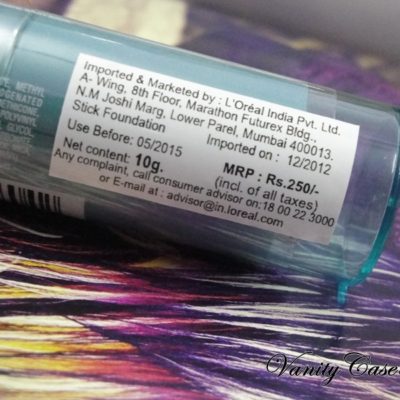 Imported & Marketed by : L'Oréal India Pvt. Ltd.
A- Wing, 8th Floor, Marathon Futurex Bldg.,
N.M Joshi Marg, Lower Parel, Mumbai 400013.
Stick Foundation Imported on : 12/2012
Use Before: 05/2015
Net content: 10g. MRP : Rs.250/-
(incl. of all taxes)
Any complaint, call consumer advisor on:18 00 22 3000
or E-mail at : advisor@in.loreal.com
METHYL
GLYCOL
Vanity Case